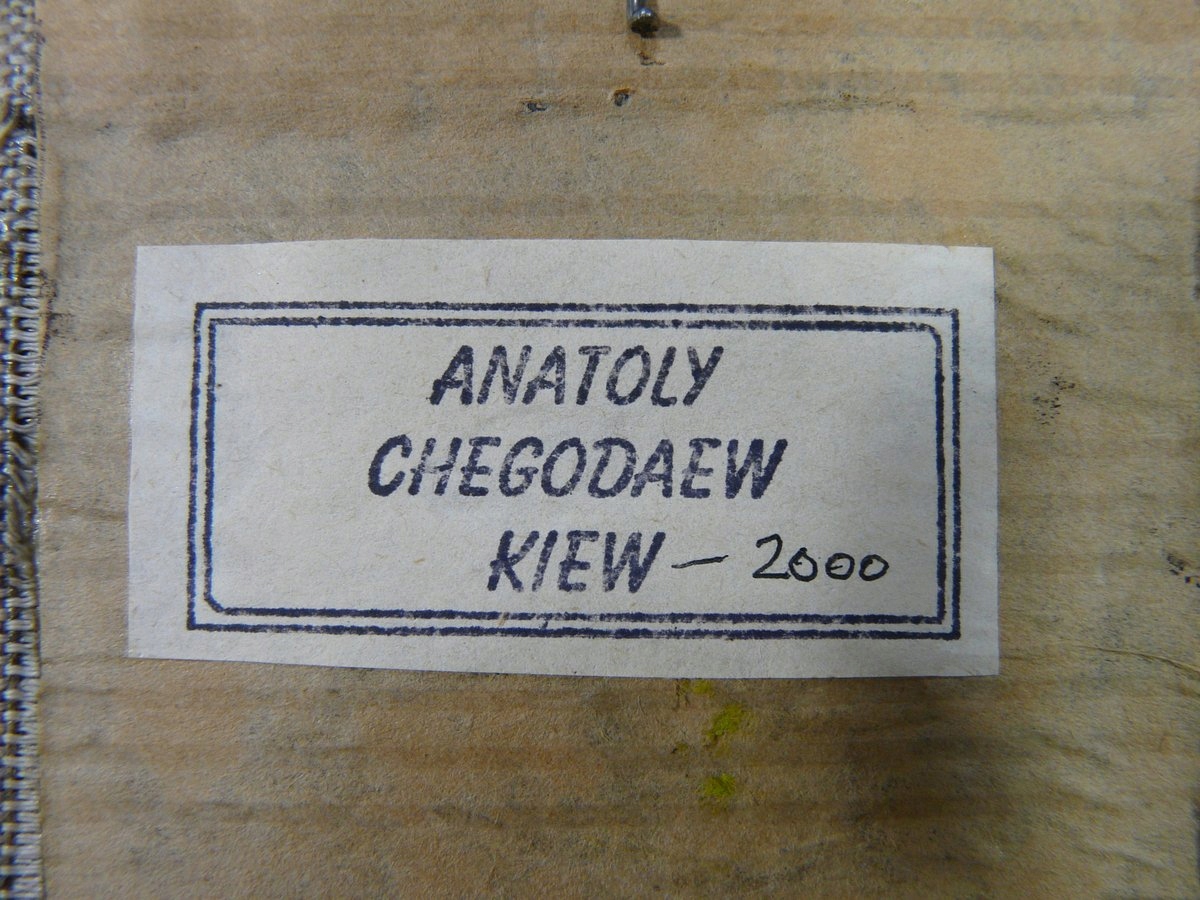 ANATOLY
CHEGODAEW
KIEW - 2000